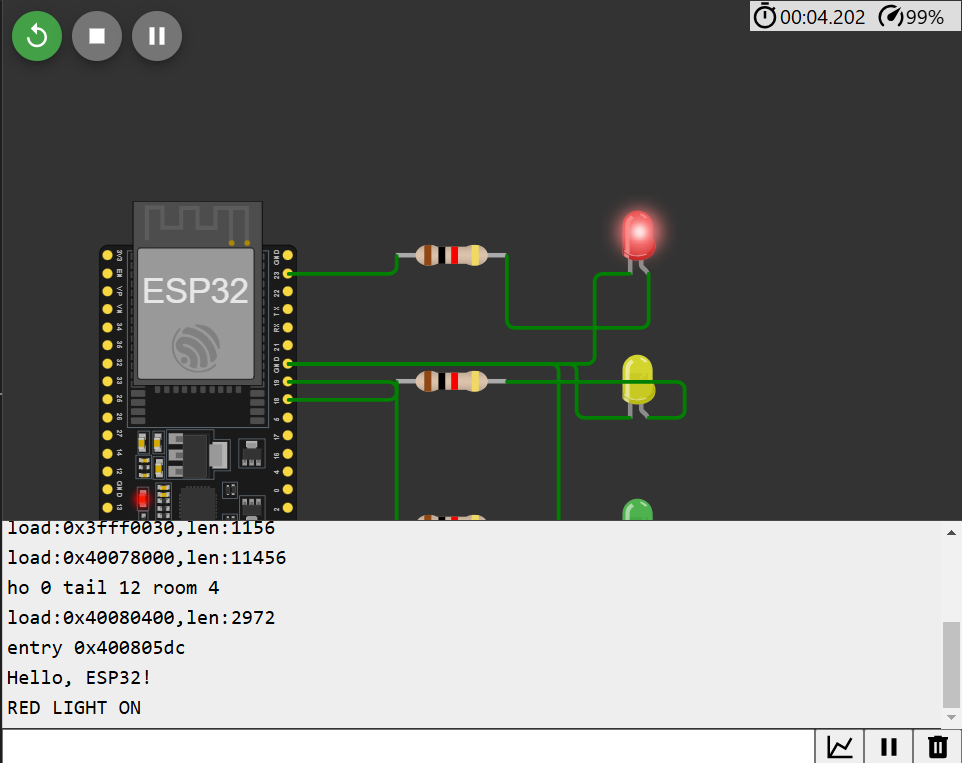 00:04.202 99%
ESP32
3V3
EN
VP
VN
34
35
32
33
25
26
27
14
12
GND
13
GND
23
22
TX
RX
21
GND
19
18
5
17
16
4
0
2
load:0x3fff0030,len:1156
load:0x40078000,len:11456
ho 0 tail 12 room 4
load:0x40080400,len:2972
entry 0x400805dc
Hello, ESP32!
RED LIGHT ON